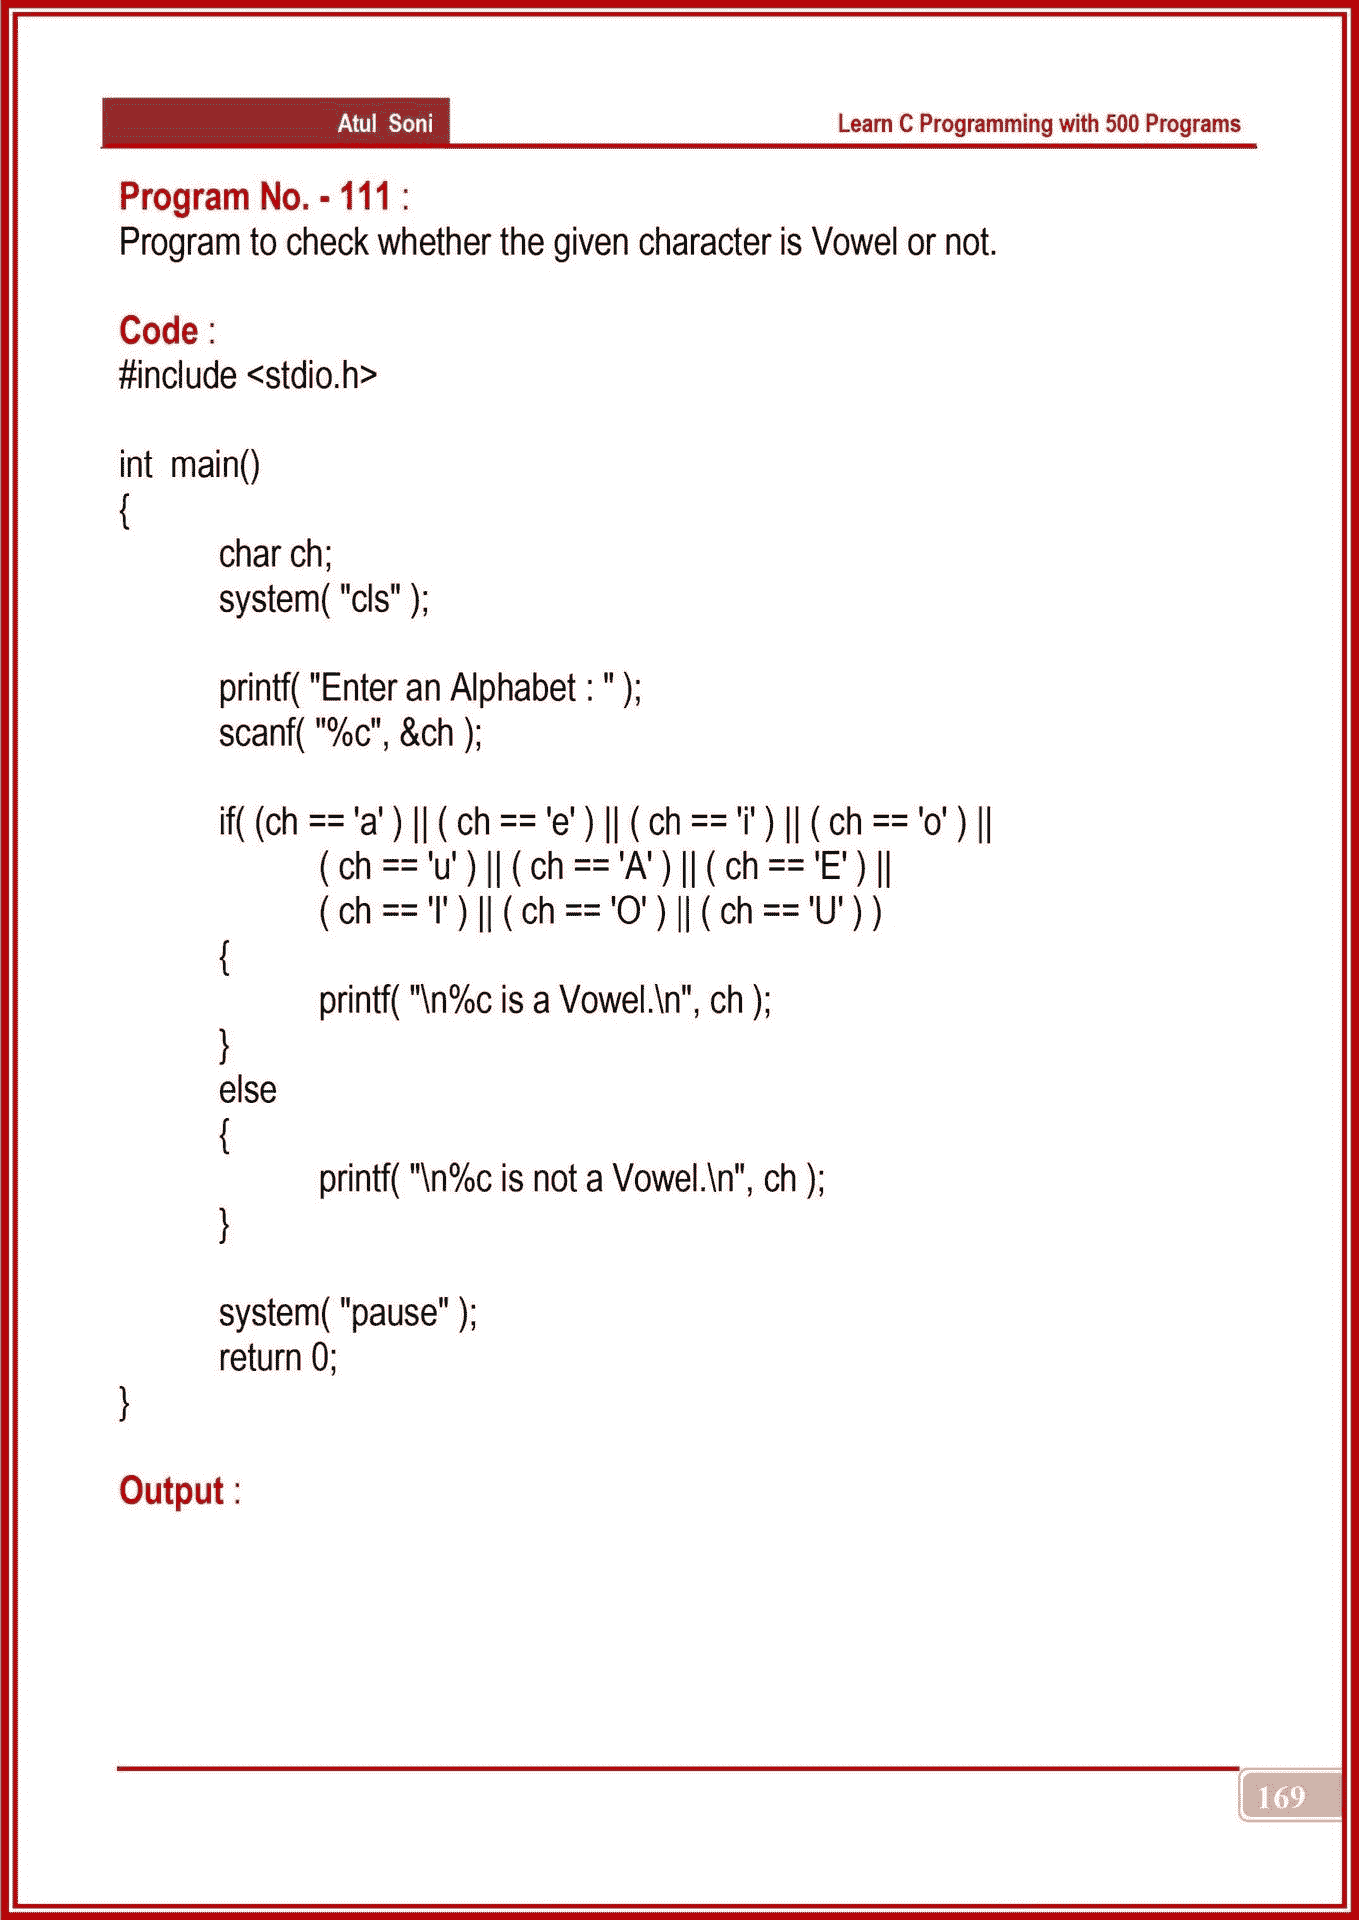 Atul Soni
Learn C Programming with 500 Programs
Program No. - 111 :
Program to check whether the given character is Vowel or not.
Code :
#include <stdio.h>
int main()
{
char ch;
system( "cls" );
printf( "Enter an Alphabet : " );
scanf( "%c", &ch );
if( (ch == 'a' ) || ( ch == 'e' ) || ( ch == 'i' ) || ( ch == 'o' ) ||
( ch == 'u' ) || ( ch == 'A' ) || ( ch == 'E' ) ||
( ch == 'I' ) || ( ch == 'O' ) || ( ch == 'U' ) )
{
printf( "\n%c is a Vowel.\n", ch );
}
else
{
printf( "\n%c is not a Vowel.\n", ch );
}
system( "pause" );
return 0;
}
Output :
169